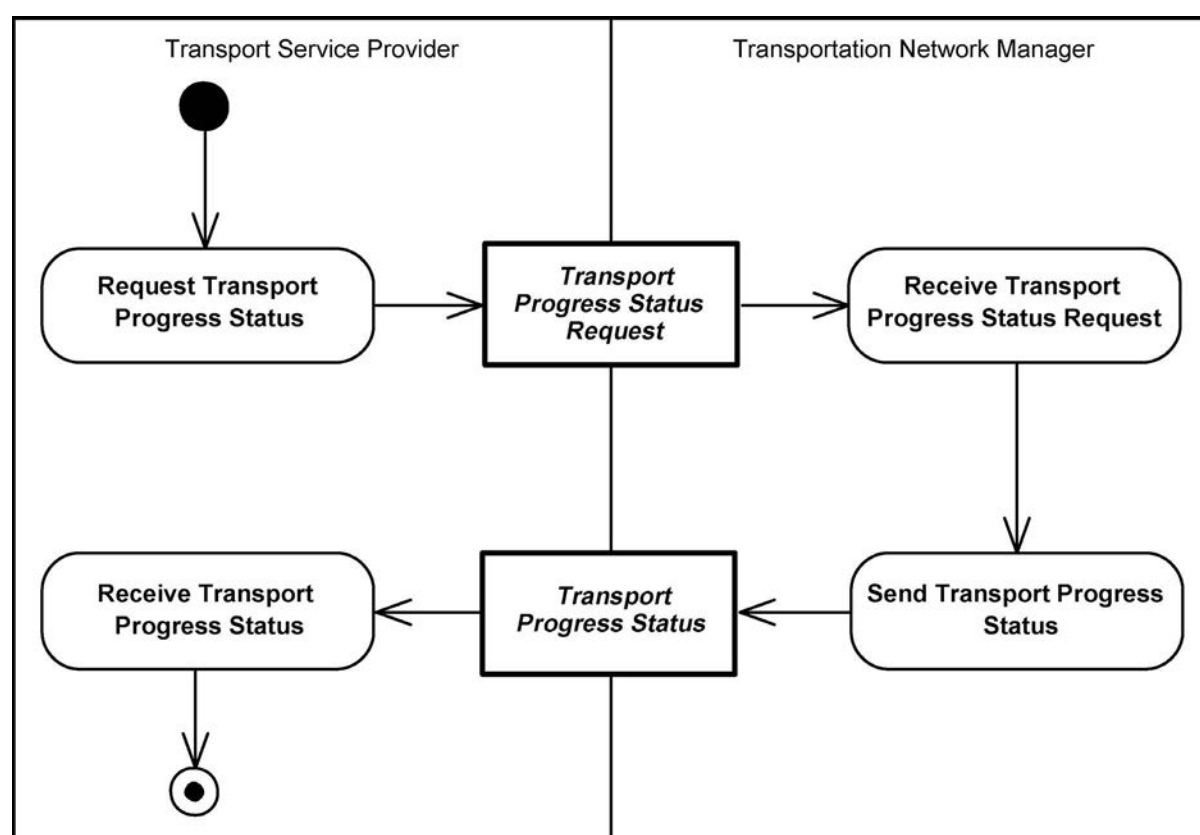 Transport Service Provider
Transportation Network Manager
Request Transport
Progress Status
Transport
Progress Status
Request
Receive Transport
Progress Status Request
Receive Transport
Progress Status
Transport
Progress Status
Send Transport Progress
Status